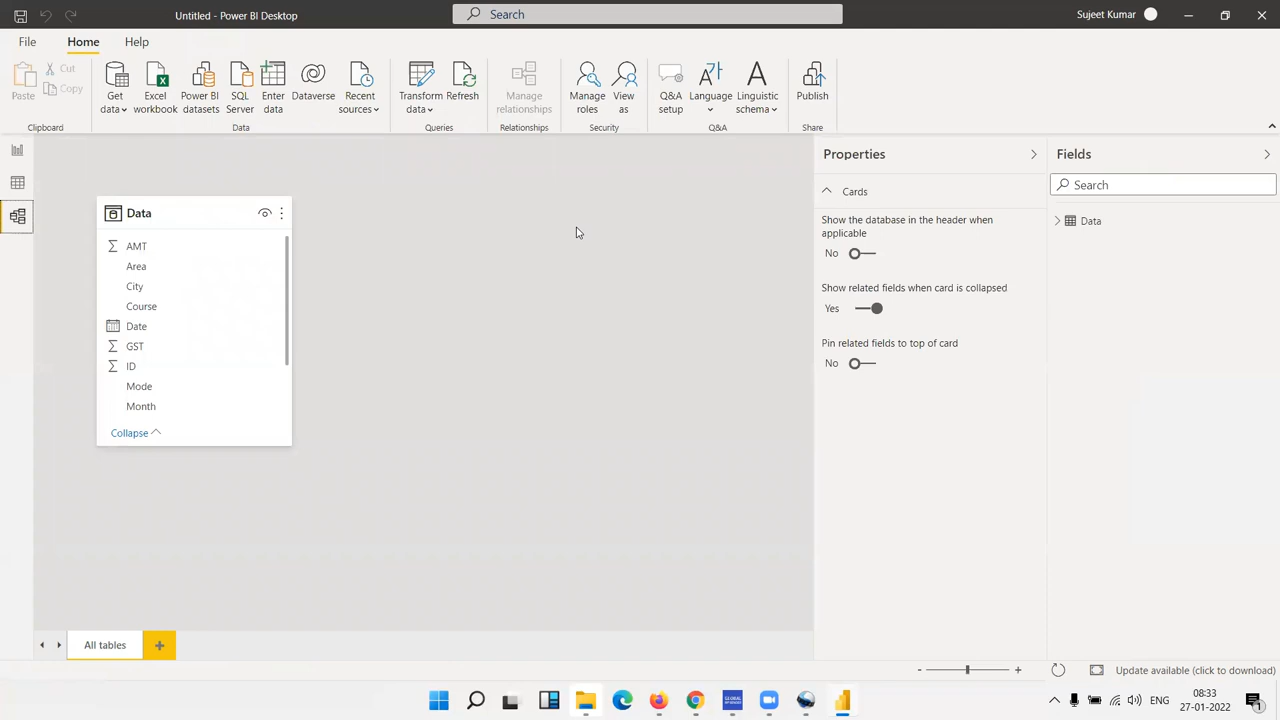 Untitled - Power BI Desktop
Search
Sujeet Kumar
File
Home
Help
Paste
Cut
Copy
Get data
Excel workbook
Power BI datasets
SQL Server
Enter data
Dataverse
Recent sources
Transform data
Refresh
Manage relationships
Manage roles
View as
Q&A setup
Language
Linguistic schema
Publish
Clipboard
Data
Queries
Relationships
Security
Q&A
Share
Data
AMT
Area
City
Course
Date
GST
ID
Mode
Month
Collapse
Properties
Cards
Show the database in the header when
applicable
No
Show related fields when card is collapsed
Yes
Pin related fields to top of card
No
Fields
Search
Data
All tables
Update available (click to download)
ENG
08:33
27-01-2022